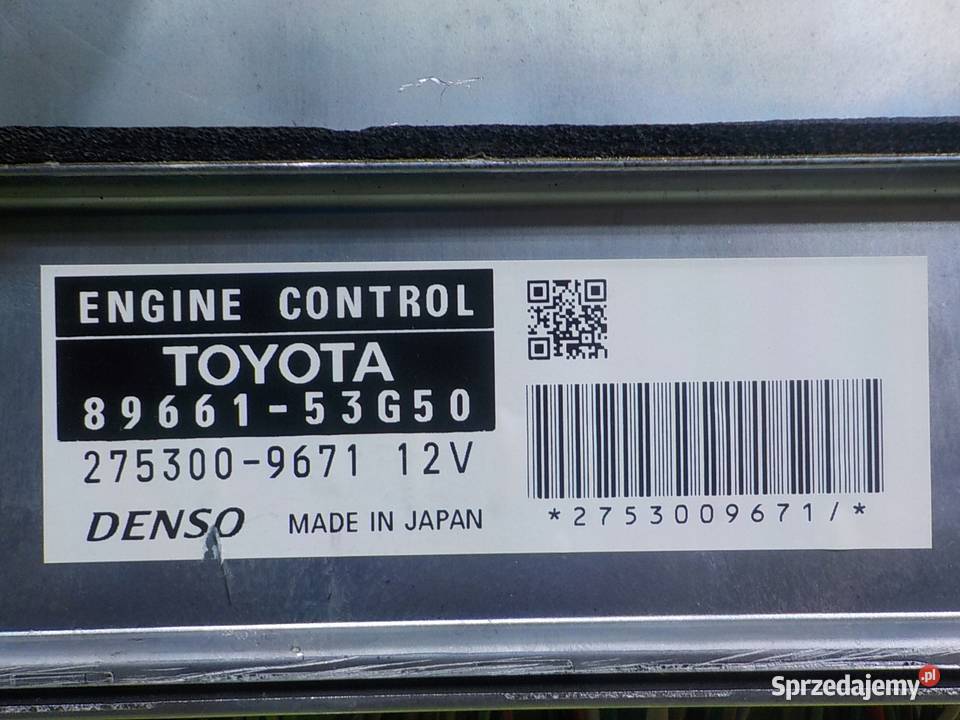 ENGINE CONTROL
TOYOTA
89661-53G50
275300-9671 12V
DENSO MADE IN JAPAN
*2753009671/*
Sprzedajemy.pl